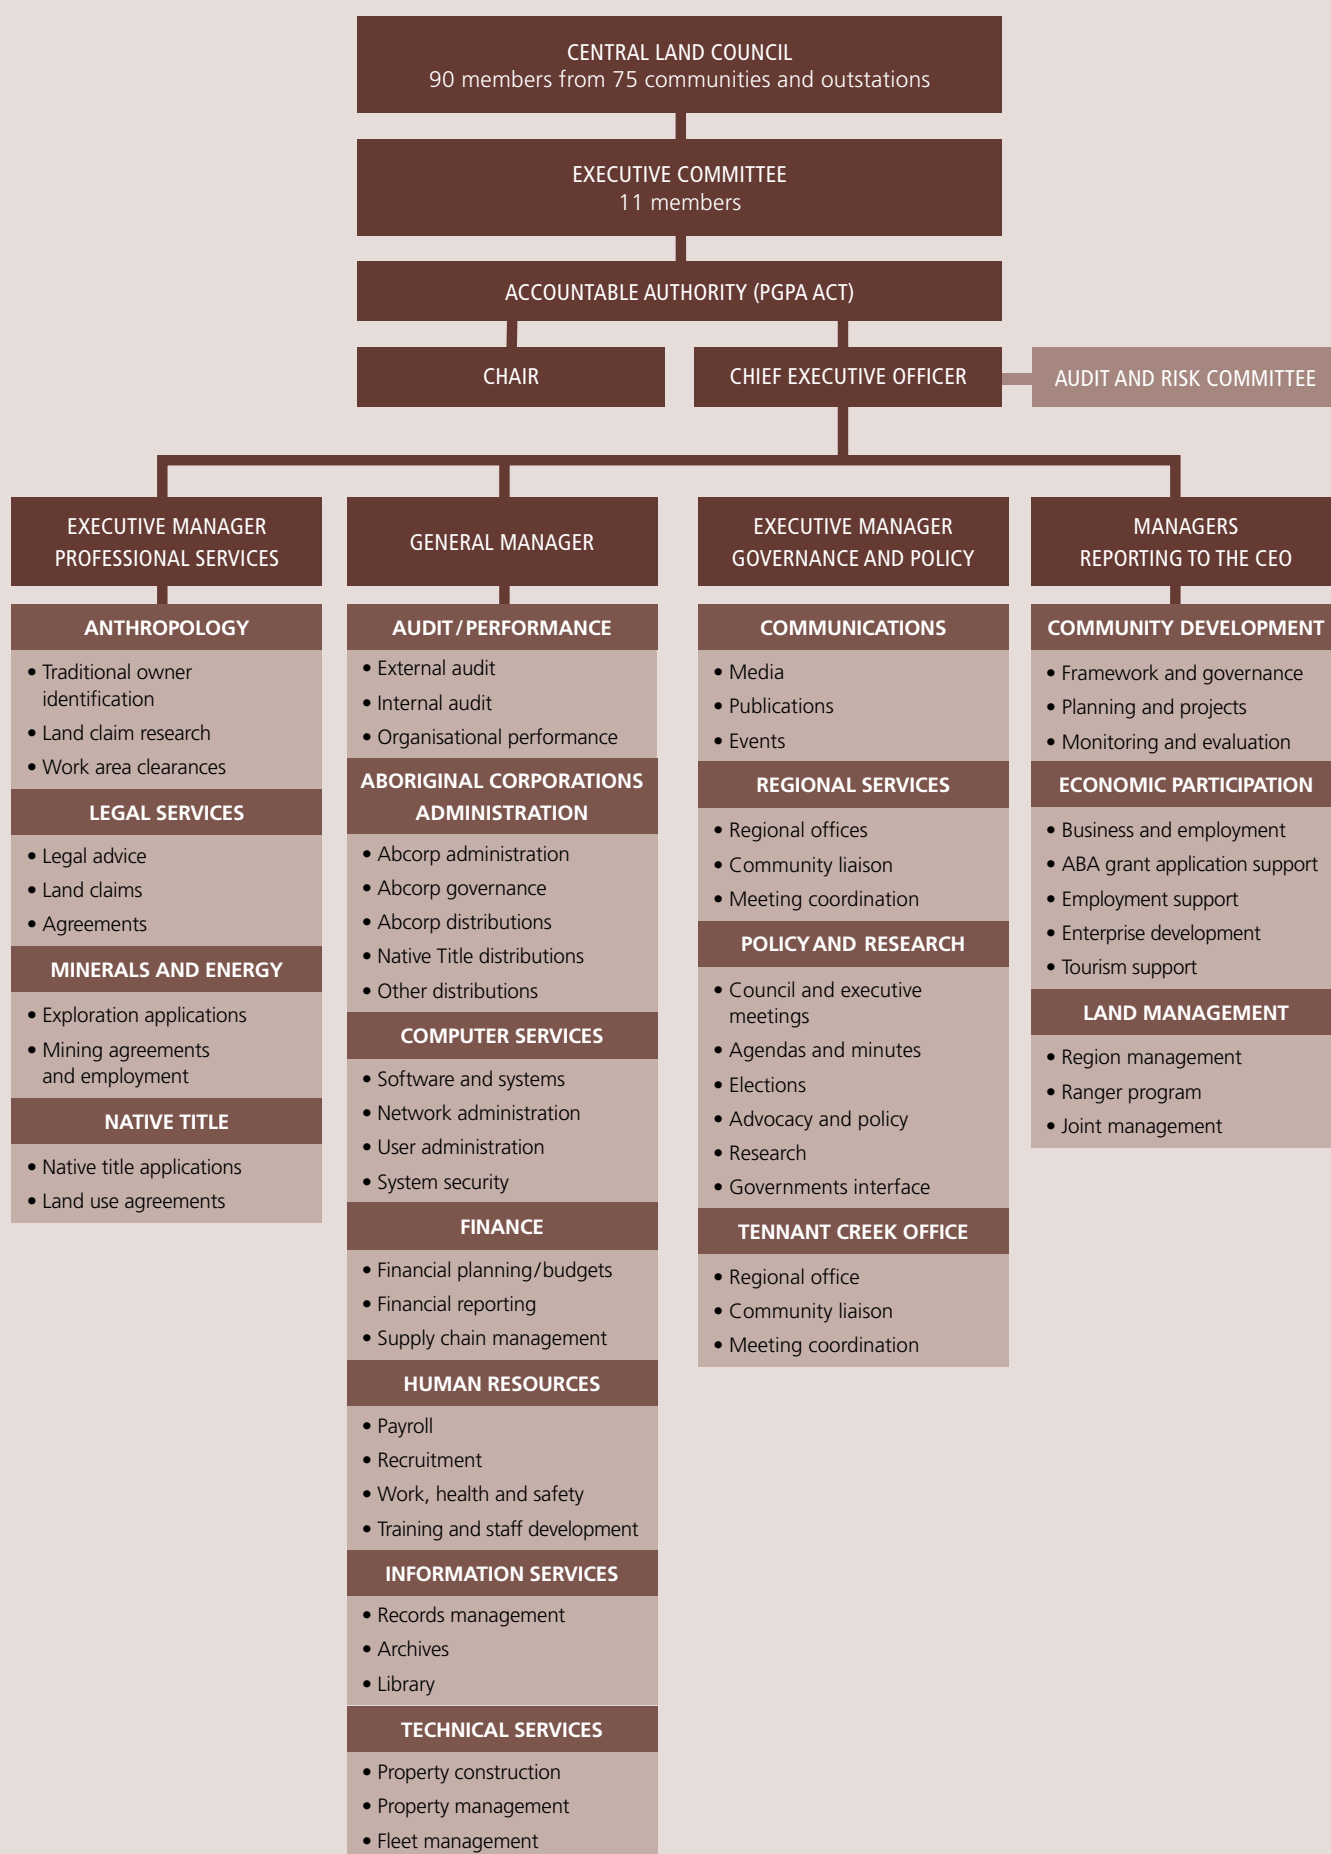 CENTRAL LAND COUNCIL
90 members from 75 communities and outstations
EXECUTIVE COMMITTEE
11 members
ACCOUNTABLE AUTHORITY (PGPA ACT)
CHAIR
CHIEF EXECUTIVE OFFICER
AUDIT AND RISK COMMITTEE
EXECUTIVE MANAGER
PROFESSIONAL SERVICES
ANTHROPOLOGY
• Traditional owner
identification
• Land claim research
• Work area clearances
LEGAL SERVICES
• Legal advice
• Land claims
• Agreements
MINERALS AND ENERGY
• Exploration applications
• Mining agreements
and employment
NATIVE TITLE
• Native title applications
• Land use agreements
GENERAL MANAGER
AUDIT/PERFORMANCE
• External audit
• Internal audit
• Organisational performance
ABORIGINAL CORPORATIONS
ADMINISTRATION
• Abcorp administration
• Abcorp governance
• Abcorp distributions
• Native Title distributions
• Other distributions
COMPUTER SERVICES
• Software and systems
• Network administration
• User administration
• System security
FINANCE
• Financial planning/budgets
• Financial reporting
• Supply chain management
HUMAN RESOURCES
• Payroll
• Recruitment
• Work, health and safety
• Training and staff development
INFORMATION SERVICES
• Records management
• Archives
• Library
TECHNICAL SERVICES
• Property construction
• Property management
• Fleet management
EXECUTIVE MANAGER
GOVERNANCE AND POLICY
COMMUNICATIONS
• Media
• Publications
• Events
REGIONAL SERVICES
• Regional offices
• Community liaison
• Meeting coordination
POLICY AND RESEARCH
• Council and executive
meetings
• Agendas and minutes
• Elections
• Advocacy and policy
• Research
• Governments interface
TENNANT CREEK OFFICE
• Regional office
• Community liaison
• Meeting coordination
MANAGERS
REPORTING TO THE CEO
COMMUNITY DEVELOPMENT
• Framework and governance
• Planning and projects
• Monitoring and evaluation
ECONOMIC PARTICIPATION
• Business and employment
• ABA grant application support
• Employment support
• Enterprise development
• Tourism support
LAND MANAGEMENT
• Region management
• Ranger program
• Joint management